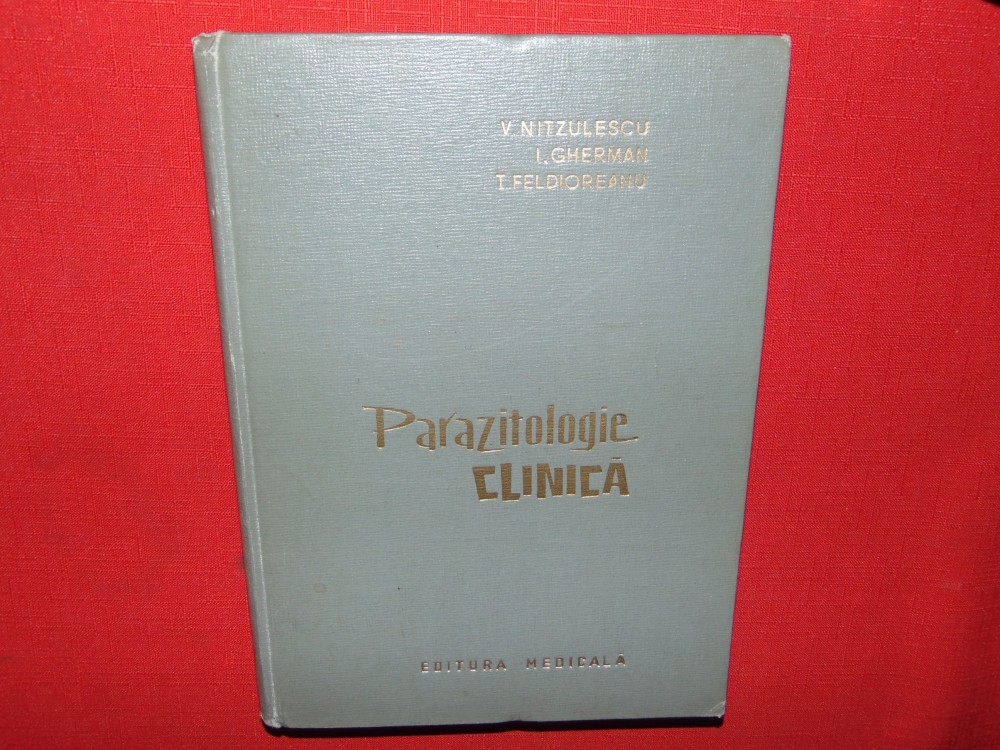 V. NITZULESCU
I. GHERMAN
T. FELDIOREANU
Parazitologie
CLINICĂ
EDITURA MEDICALĂ